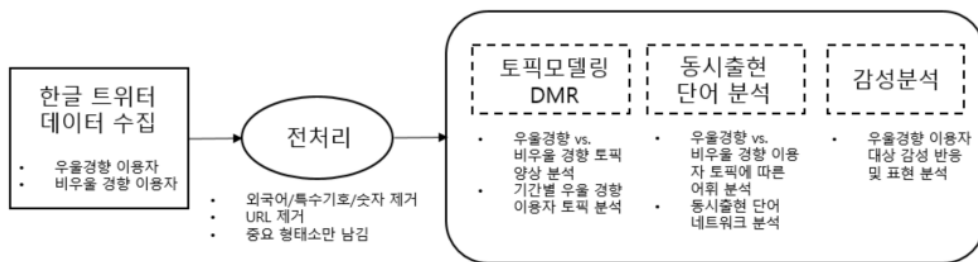 한글 트위터
데이터 수집
• 우울경향 이용자
• 비우울 경향 이용자
전처리
• 외국어/특수기호/숫자 제거
• URL 제거
• 중요 형태소만 남김
토픽모델링
DMR
• 우울경향 vs.
비우울 경향 토픽
양상 분석
• 기간별 우울 경향
이용자 토픽 분석
동시출현
단어 분석
• 우울경향 vs.
비우울 경향 이용
자 토픽에 따른
어휘 분석
• 동시출현 단어
네트워크 분석
감성분석
• 우울경향 이용자
대상 감성 반응
및 표현 분석